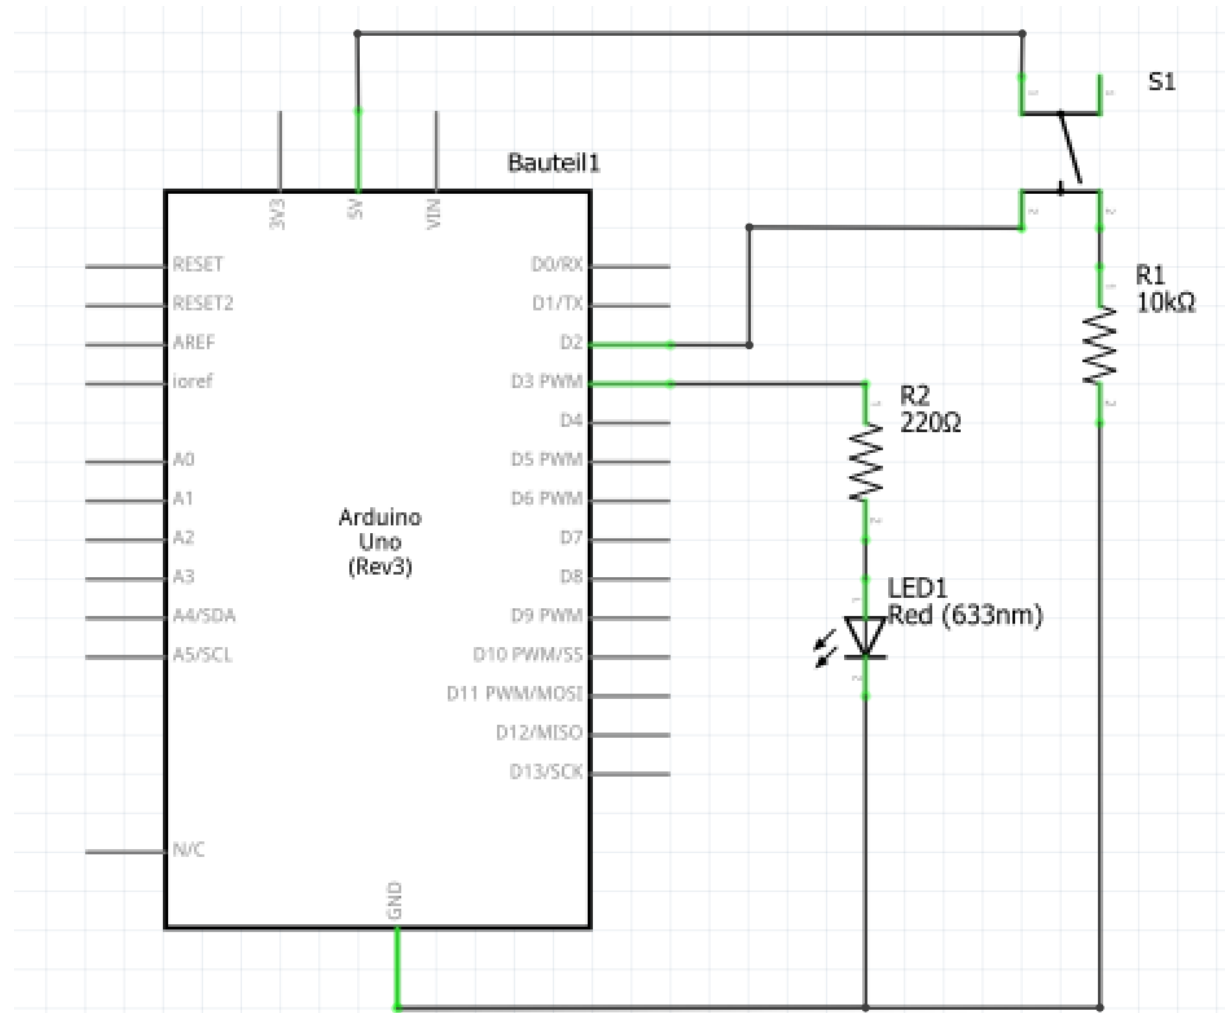 S1
Bauteil1
3V3
5V
VIN
RESET
RESET2
AREF
ioref
A0
A1
A2
A3
A4/SDA
A5/SCL
N/C
Arduino
Uno
(Rev3)
D0/RX
D1/TX
D2
D3 PWM
D4
D5 PWM
D6 PWM
D7
D8
D9 PWM
D10 PWM/SS
D11 PWM/MOSI
D12/MISO
D13/SCK
GND
R1
10kΩ
R2
220Ω
LED1
Red (633nm)